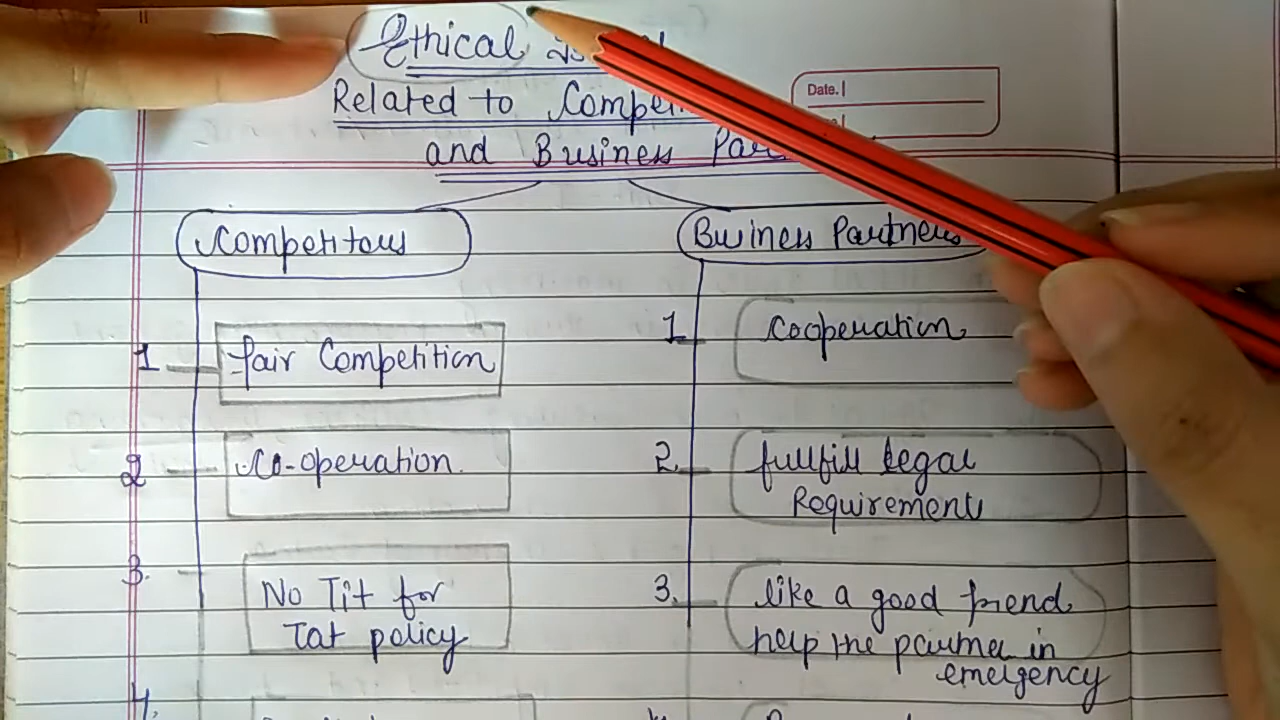 Ethical
Related to
and Business
Date.
Competitors
Business Partners
1
fair Competition
1
Cooperation
2
Co-operation
2.
fullfill legal
Requirement
3.
No Tit for
Tat policy
3.
like a good friend
help the partner in
emergency
4.